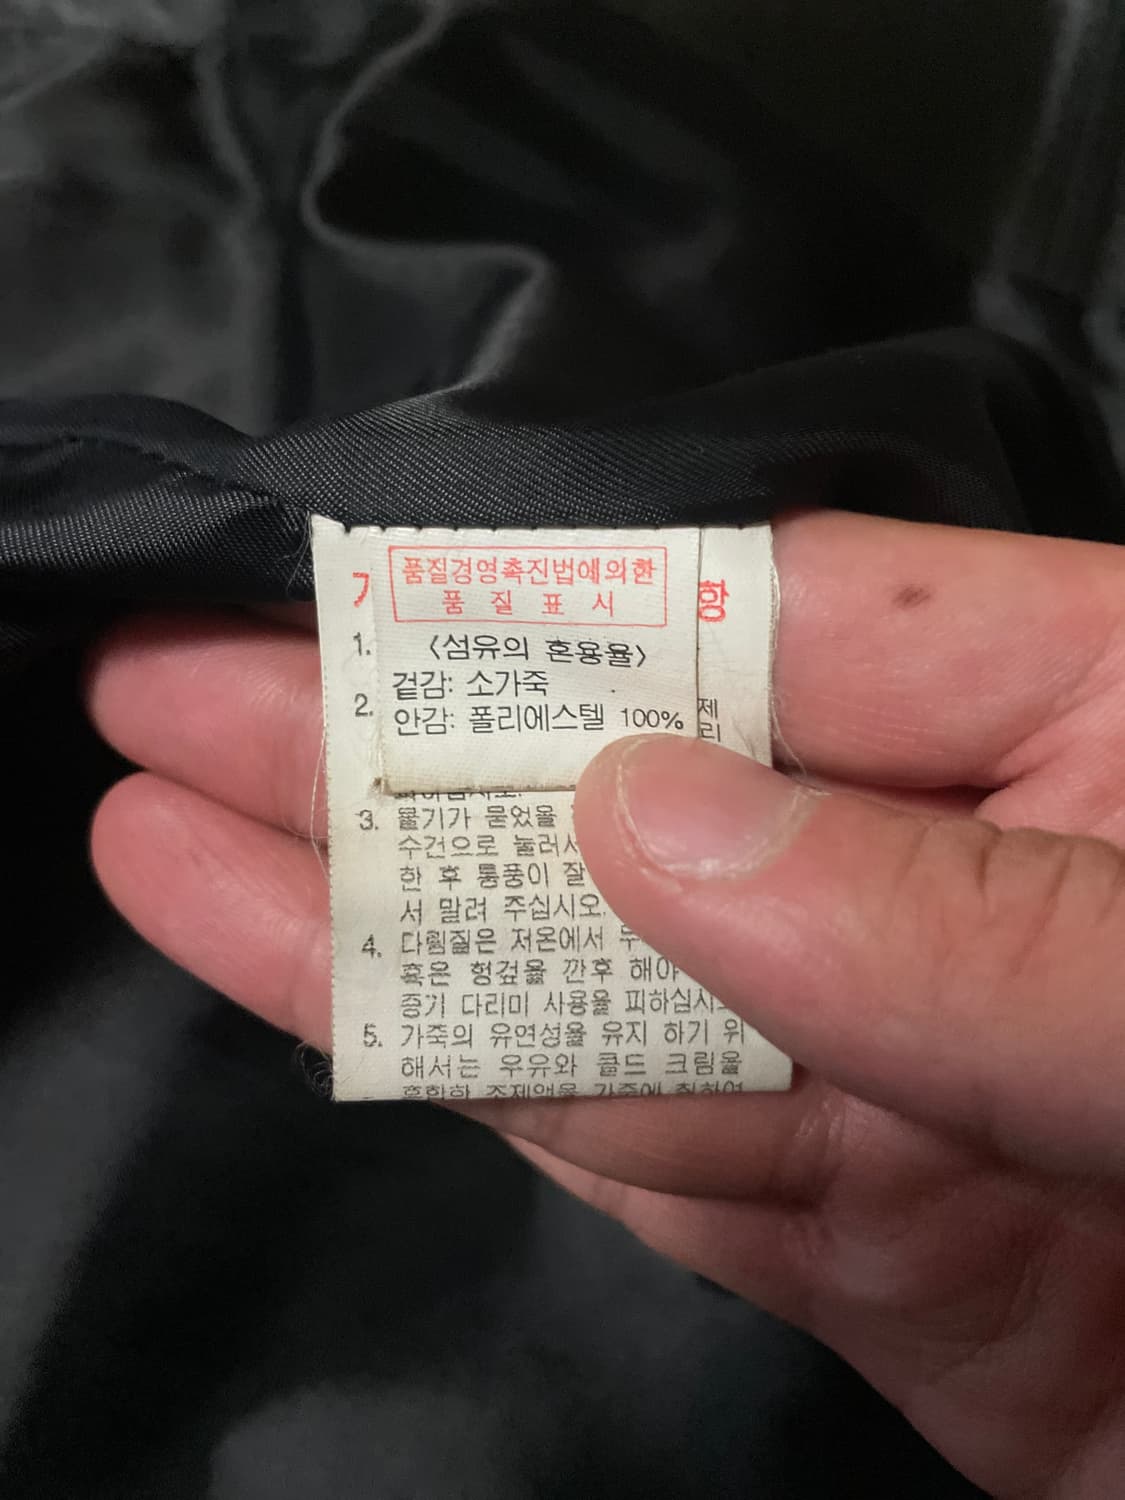 품질경영촉진법에의한
품 질 표 시
<섬유의 혼용율>
겉감: 소가죽
안감: 폴리에스텔 100%
항
1.
2.
제
리
3. 물기가 묻었을
수건으로 눌러서
한 후 통풍이 잘
서 말려 주십시오.
4. 다림질은 저온에서
혹은 헝겊을 깐후 해야
증기 다리미 사용을 피하십시오
5. 가죽의 유연성을 유지 하기 위
해서는 우유와 콜드 크림을